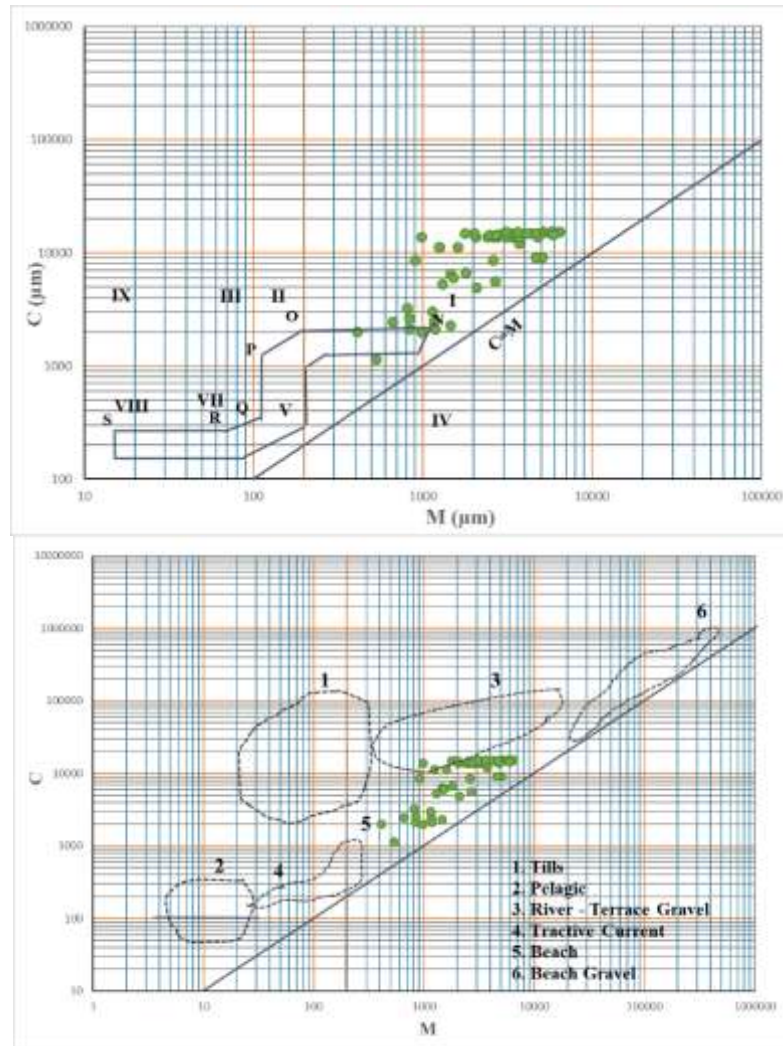 1000000
100000
10000
1000
100
C (µm)
IX
III
II
I
O
N
P
C=M
VIII
VII
Q
V
IV
S
R
10
100
1000
10000
100000
M (µm)
10000000
1000000
100000
10000
1000
100
10
C
6
1
3
5
2
4
1. Tills
2. Pelagic
3. River - Terrace Gravel
4. Tractive Current
5. Beach
6. Beach Gravel
1
10
100
1000
10000
100000
1000000
M